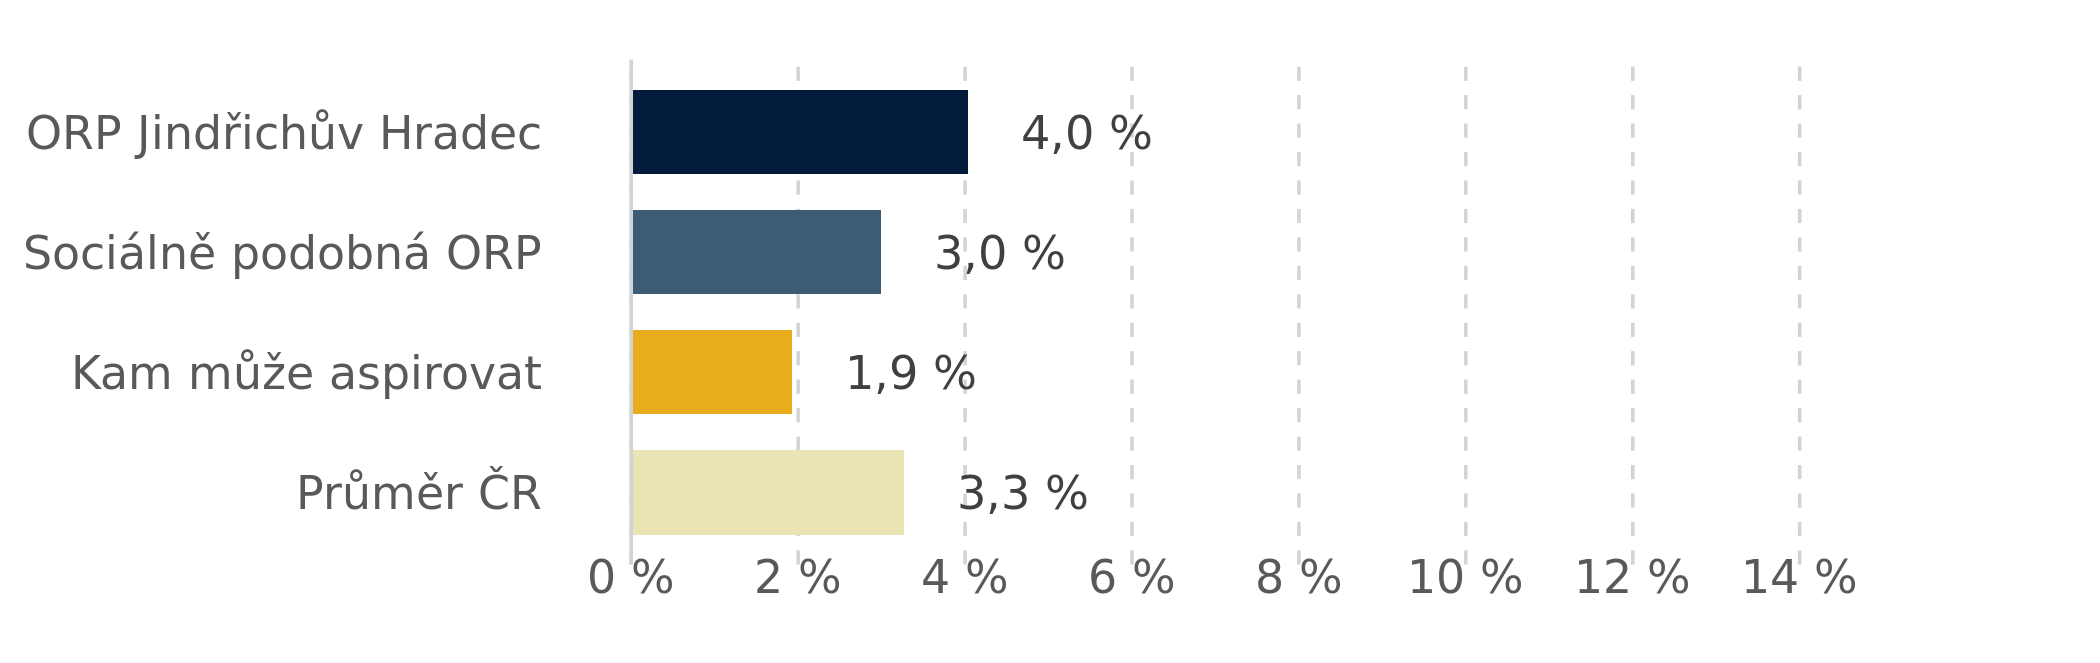 ORP Jindřichův Hradec 4,0 %
Sociálně podobná ORP 3,0 %
Kam může aspirovat 1,9 %
Průměr ČR 3,3 %
0 % 2 % 4 % 6 % 8 % 10 % 12 % 14 %